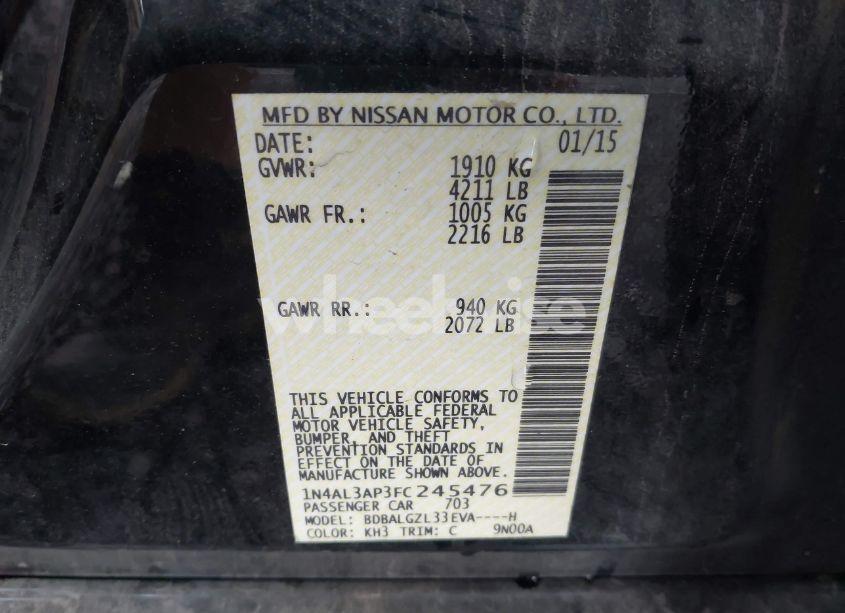 MFD BY NISSAN MOTOR CO., LTD.
DATE: 01/15
GVWR: 1910 KG
4211 LB
GAWR FR.: 1005 KG
2216 LB
GAWR RR.: 940 KG
2072 LB
wheelwise
THIS VEHICLE CONFORMS TO
ALL APPLICABLE FEDERAL
MOTOR VEHICLE SAFETY,
BUMPER, AND THEFT
PREVENTION STANDARDS IN
EFFECT ON THE DATE OF
MANUFACTURE SHOWN ABOVE.
1N4AL3AP3FC245476
PASSENGER CAR 703
MODEL: BDBALGZL33EVA----H
COLOR: KH3 TRIM: C 9N00A